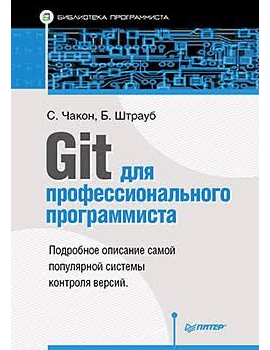 БИБЛИОТЕКА ПРОГРАММИСТА
С. Чакон, Б. Штрауб
Git для
профессионального
программиста
Подробное описание самой
популярной системы
контроля версий.
ПИТЕР